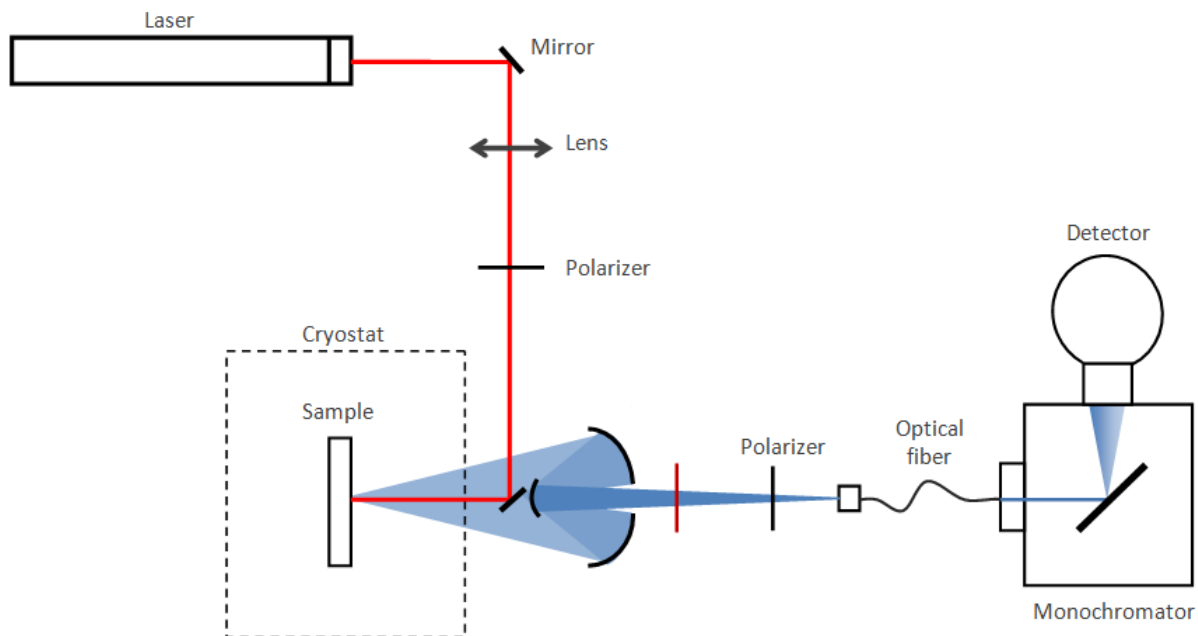 Laser
Mirror
Lens
Polarizer
Detector
Cryostat
Sample
Polarizer
Optical
fiber
Monochromator